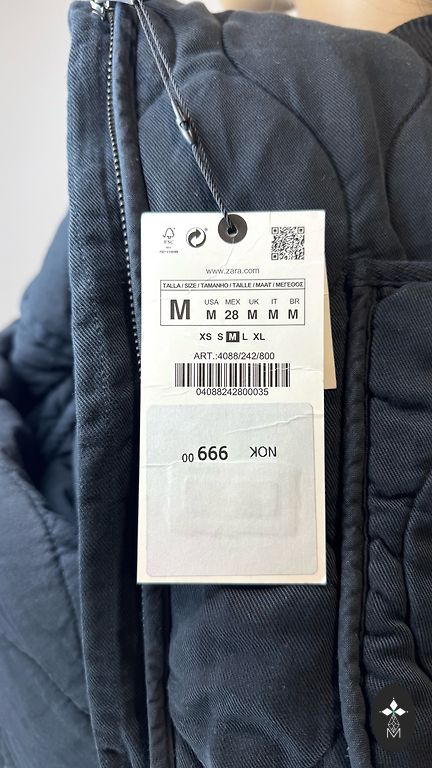 FSC
www.zara.com
TALLA / SIZE / TAMANHO / TAILLE / MAAT / ΜΕΓΕΘΟΣ
M USA MEX UK IT BR
M 28 M M M
XS S M L XL
ART.:4088/242/800
04088242800035
NOK 999 00
M